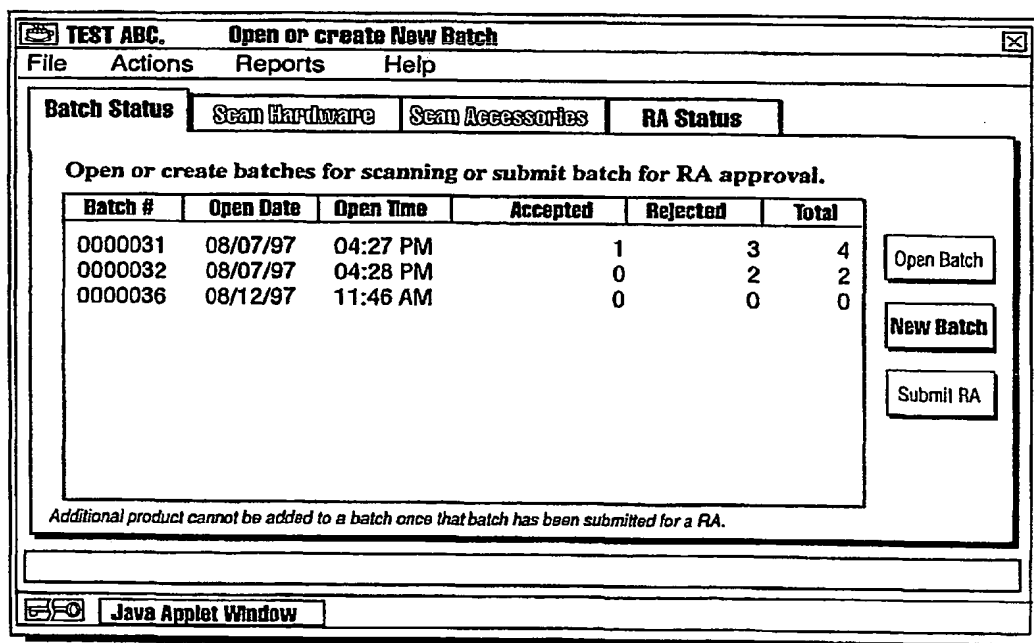 TEST ABC. Open or create New Batch
File Actions Reports Help
Batch Status Scan Hardware Scan Accessories RA Status
Open or create batches for scanning or submit batch for RA approval.
Batch # Open Date Open Time Accepted Rejected Total
0000031 08/07/97 04:27 PM 1 3 4
0000032 08/07/97 04:28 PM 0 2 2
0000036 08/12/97 11:46 AM 0 0 0
Open Batch
New Batch
Submit RA
Additional product cannot be added to a batch once that batch has been submitted for a RA.
Java Applet Window